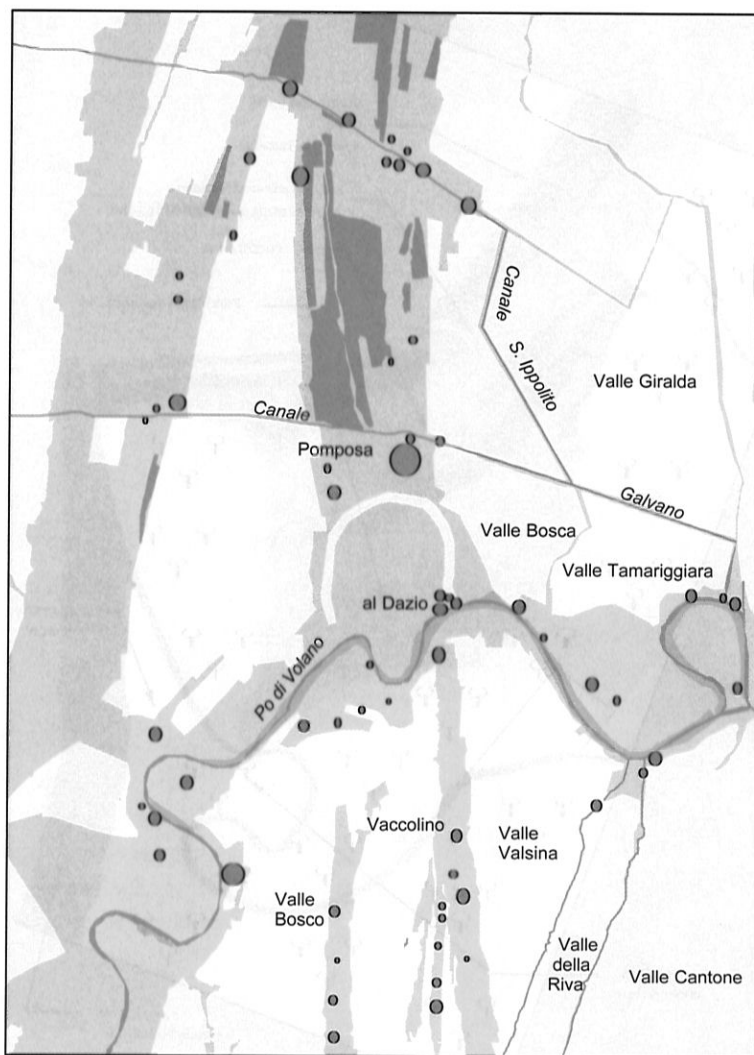 Canale
S. Ippolito
Valle Giralda
Canale
Pomposa
Galvano
Valle Bosca
Valle Tamariggiara
al Dazio
Po di Volano
Vaccolino
Valle
Valsina
Valle
Bosco
Valle
della
Riva
Valle Cantone